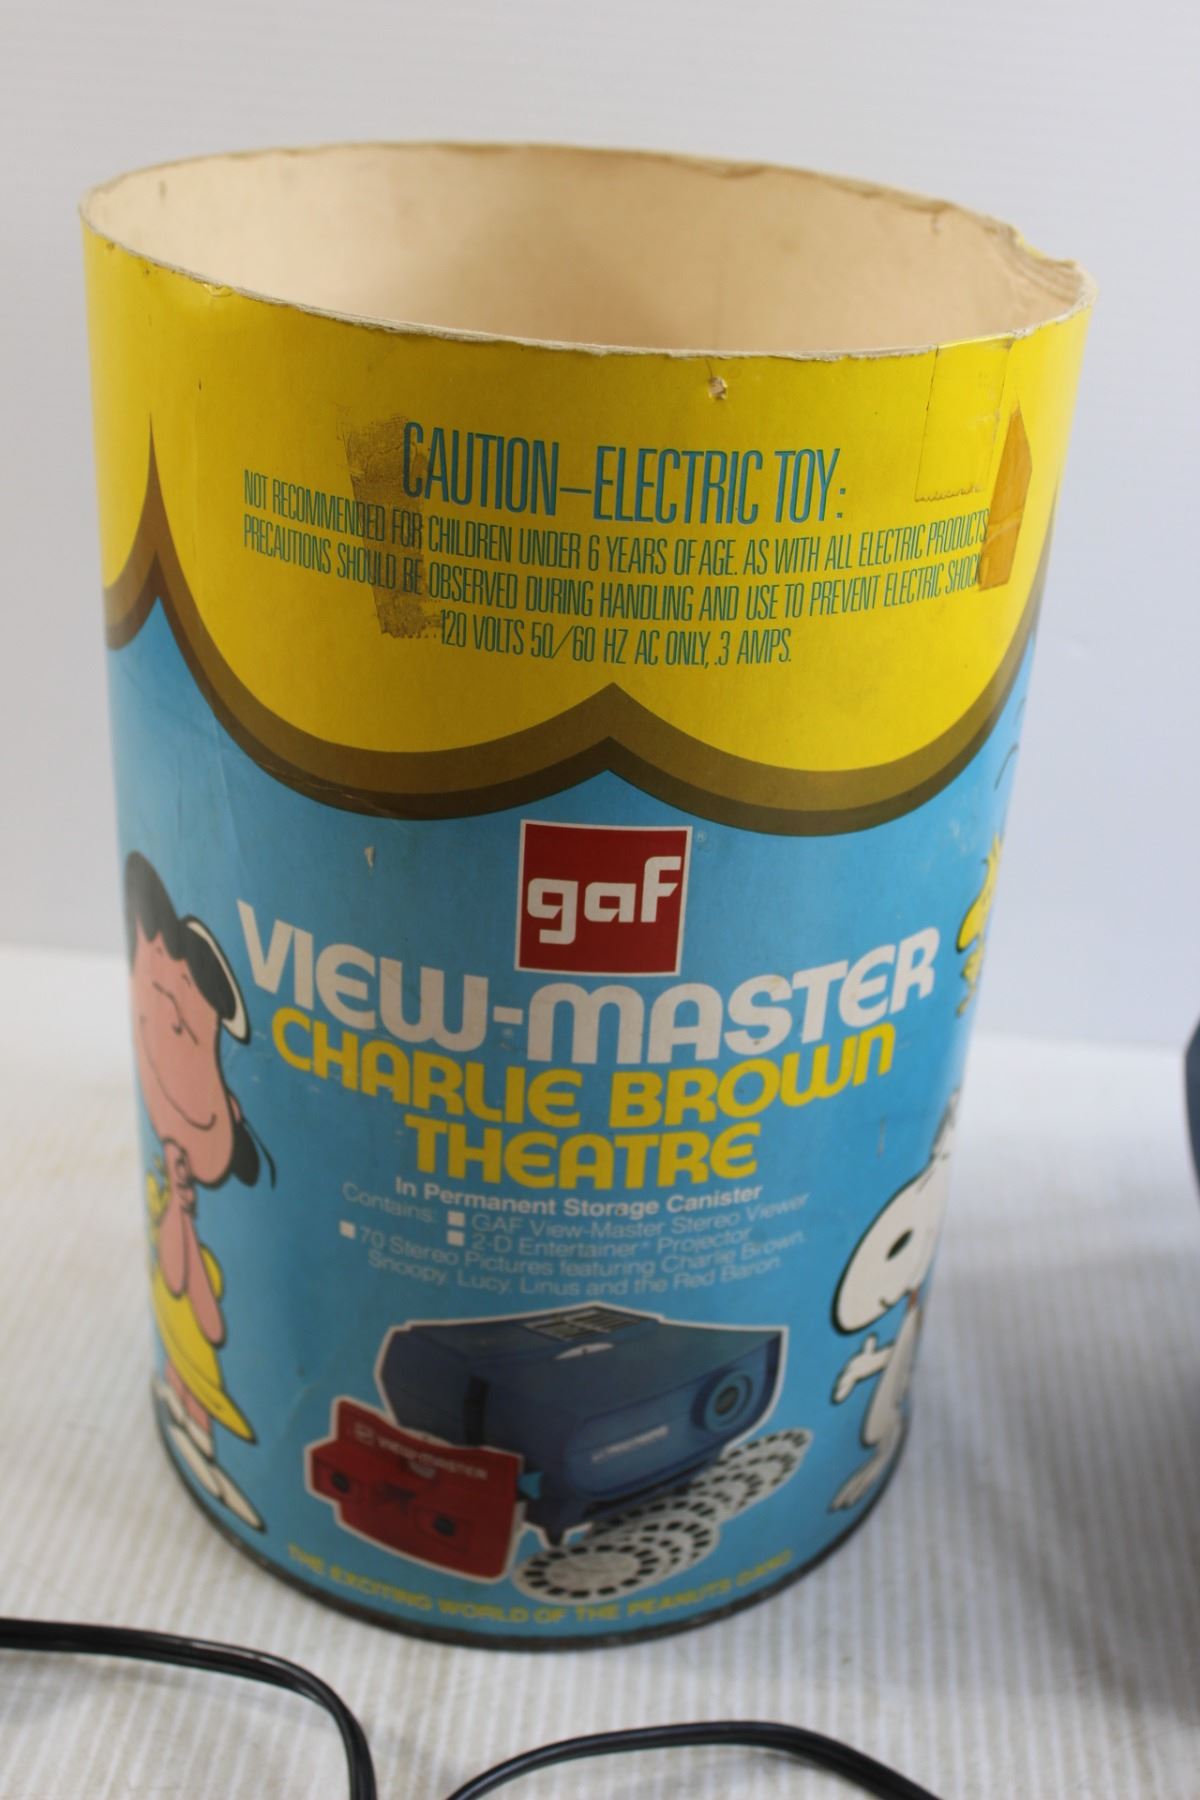 CAUTION–ELECTRIC TOY:
NOT RECOMMENDED FOR CHILDREN UNDER 6 YEARS OF AGE. AS WITH ALL ELECTRIC PRODUCTS
PRECAUTIONS SHOULD BE OBSERVED DURING HANDLING AND USE TO PREVENT ELECTRIC SHOCK
120 VOLTS 50/60 HZ AC ONLY, .3 AMPS.
gaf®
VIEW-MASTER
CHARLIE BROWN
THEATRE
In Permanent Storage Canister
Contains: ■ GAF View-Master Stereo Viewer
■ 2-D Entertainer® Projector
■ 70 Stereo Pictures featuring Charlie Brown,
Snoopy, Lucy, Linus and the Red Baron.
VIEW-MASTER
THE EXCITING WORLD OF THE PEANUTS GANG